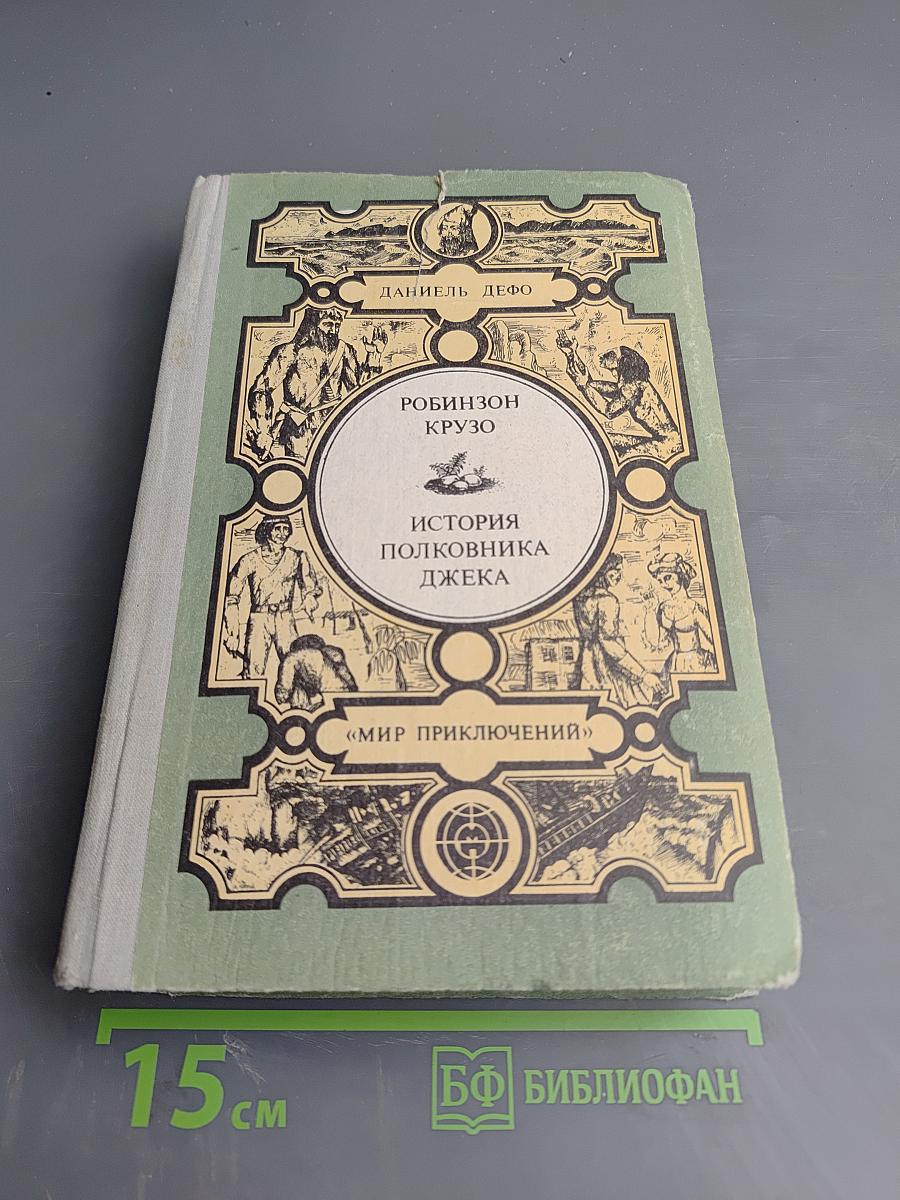 ДАНИЕЛЬ ДЕФО
РОБИНЗОН
КРУЗО
ИСТОРИЯ
ПОЛКОВНИКА
ДЖЕКА
«МИР ПРИКЛЮЧЕНИЙ»
15 см
БФ БИБЛИОФАН